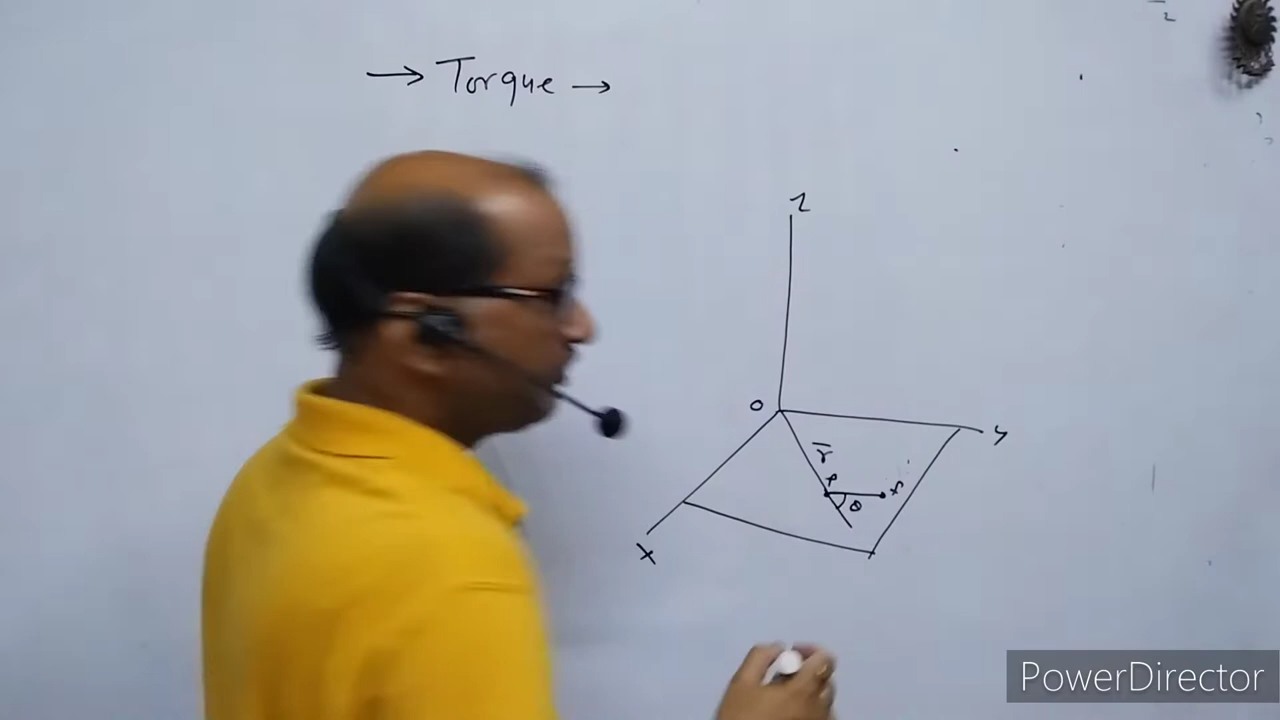 → Torque →
Z
O
Y
r̅
P
F
θ
X
PowerDirector